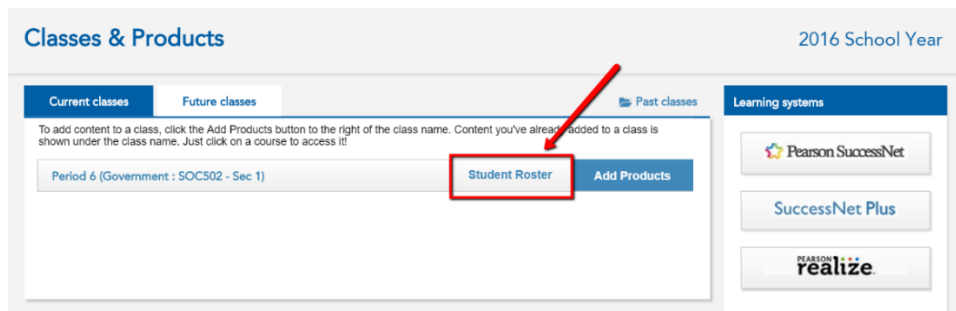 Classes & Products
2016 School Year
Current classes
Future classes
Past classes
To add content to a class, click the Add Products button to the right of the class name. Content you've already added to a class is
shown under the class name. Just click on a course to access it!
Period 6 (Government : SOC502 - Sec 1)
Student Roster
Add Products
Learning systems
Pearson SuccessNet
SuccessNet Plus
PEARSON
realize